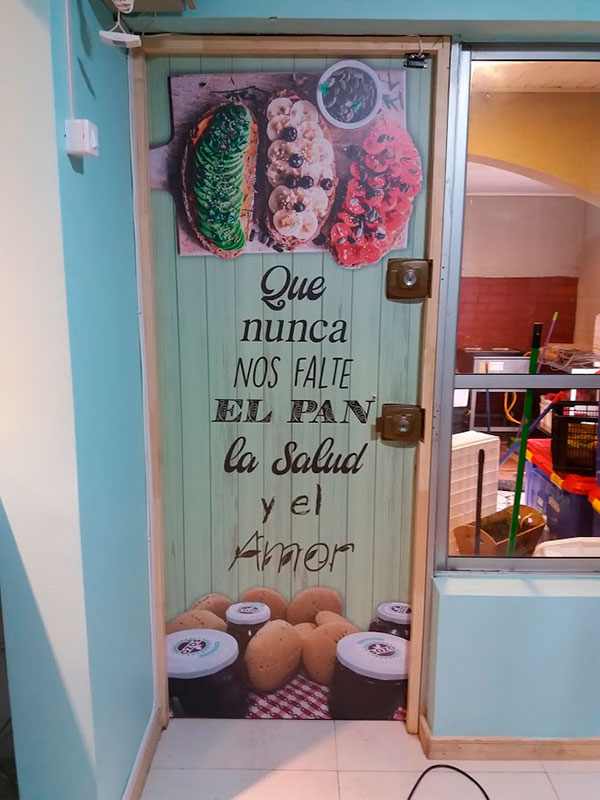 Que
nunca
NOS FALTE
EL PAN
la Salud
y el
Amor